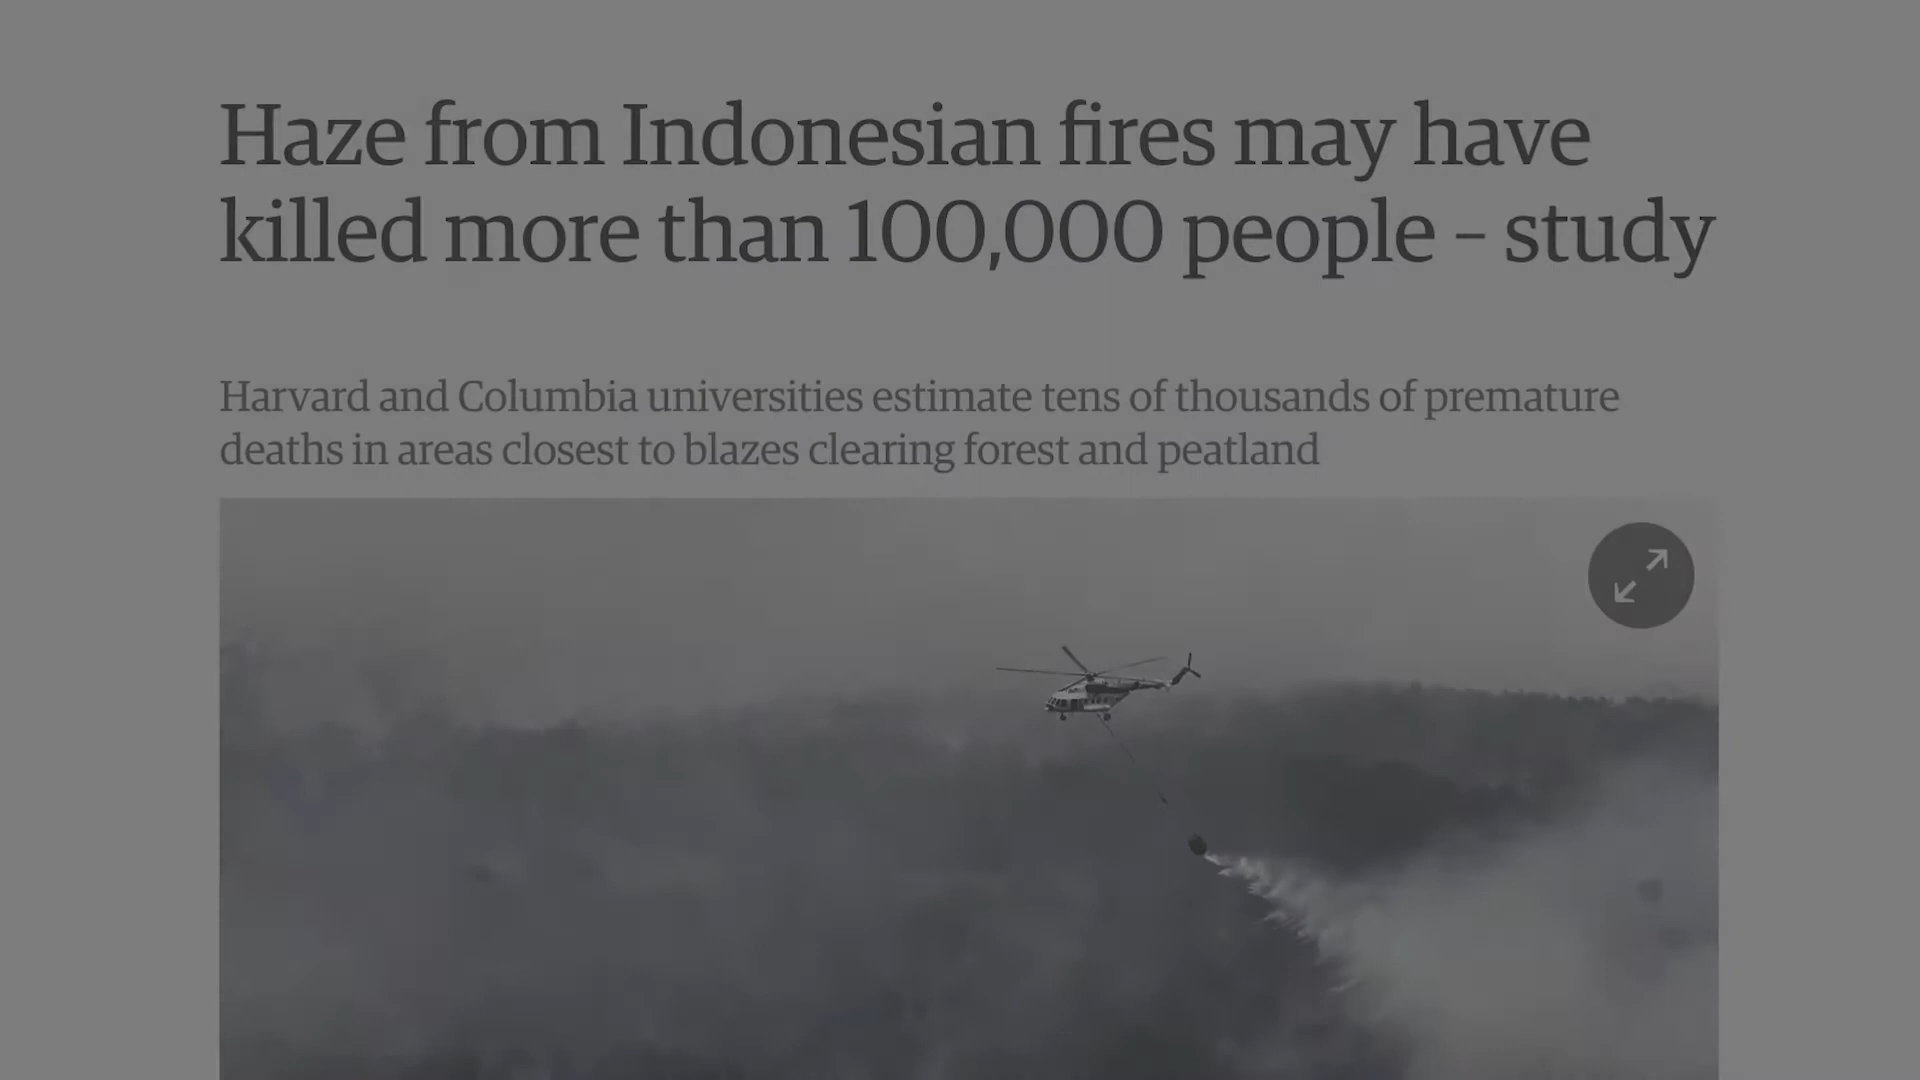 Haze from Indonesian fires may have
killed more than 100,000 people – study
Harvard and Columbia universities estimate tens of thousands of premature
deaths in areas closest to blazes clearing forest and peatland